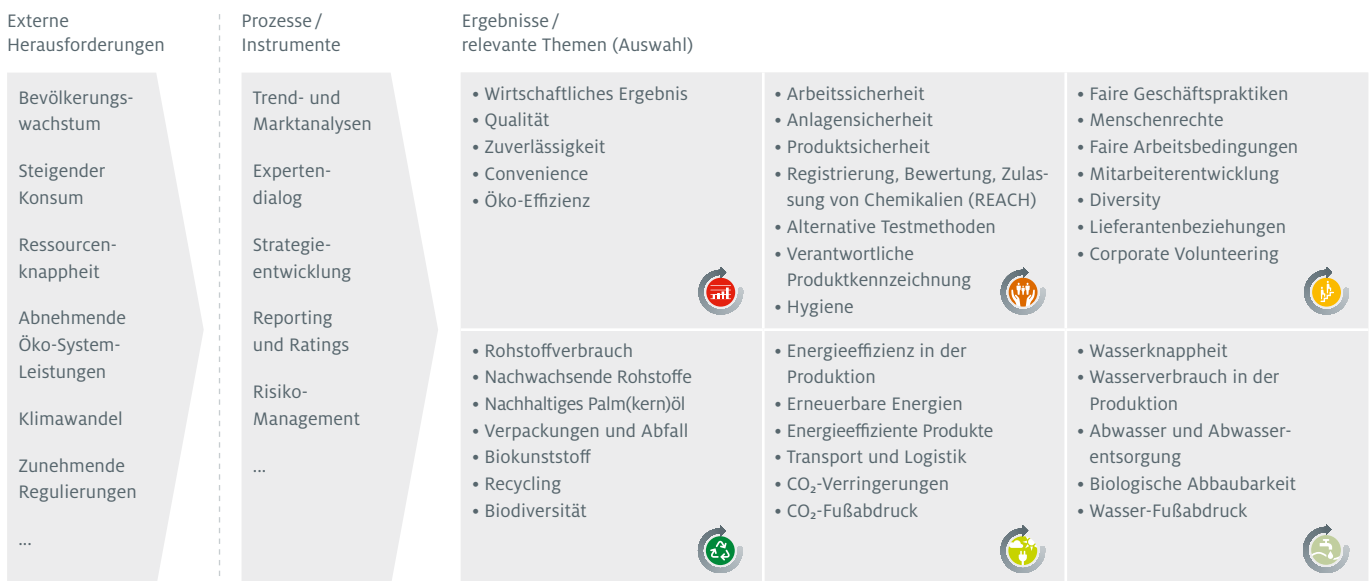 Externe
Herausforderungen
Bevölkerungs-
wachstum
Steigender
Konsum
Ressourcen-
knappheit
Abnehmende
Öko-System-
Leistungen
Klimawandel
Zunehmende
Regulierungen
...
Prozesse/
Instrumente
Trend- und
Marktanalysen
Experten-
dialog
Strategie-
entwicklung
Reporting
und Ratings
Risiko-
Management
...
Ergebnisse/
relevante Themen (Auswahl)
• Wirtschaftliches Ergebnis
• Qualität
• Zuverlässigkeit
• Convenience
• Öko-Effizienz
• Arbeitssicherheit
• Anlagensicherheit
• Produktsicherheit
• Registrierung, Bewertung, Zulas-
sung von Chemikalien (REACH)
• Alternative Testmethoden
• Verantwortliche
Produktkennzeichnung
• Hygiene
• Faire Geschäftspraktiken
• Menschenrechte
• Faire Arbeitsbedingungen
• Mitarbeiterentwicklung
• Diversity
• Lieferantenbeziehungen
• Corporate Volunteering
• Rohstoffverbrauch
• Nachwachsende Rohstoffe
• Nachhaltiges Palm(kern)öl
• Verpackungen und Abfall
• Biokunststoff
• Recycling
• Biodiversität
• Energieeffizienz in der
Produktion
• Erneuerbare Energien
• Energieeffiziente Produkte
• Transport und Logistik
• CO₂-Verringerungen
• CO₂-Fußabdruck
• Wasserknappheit
• Wasserverbrauch in der
Produktion
• Abwasser und Abwasser-
entsorgung
• Biologische Abbaubarkeit
• Wasser-Fußabdruck